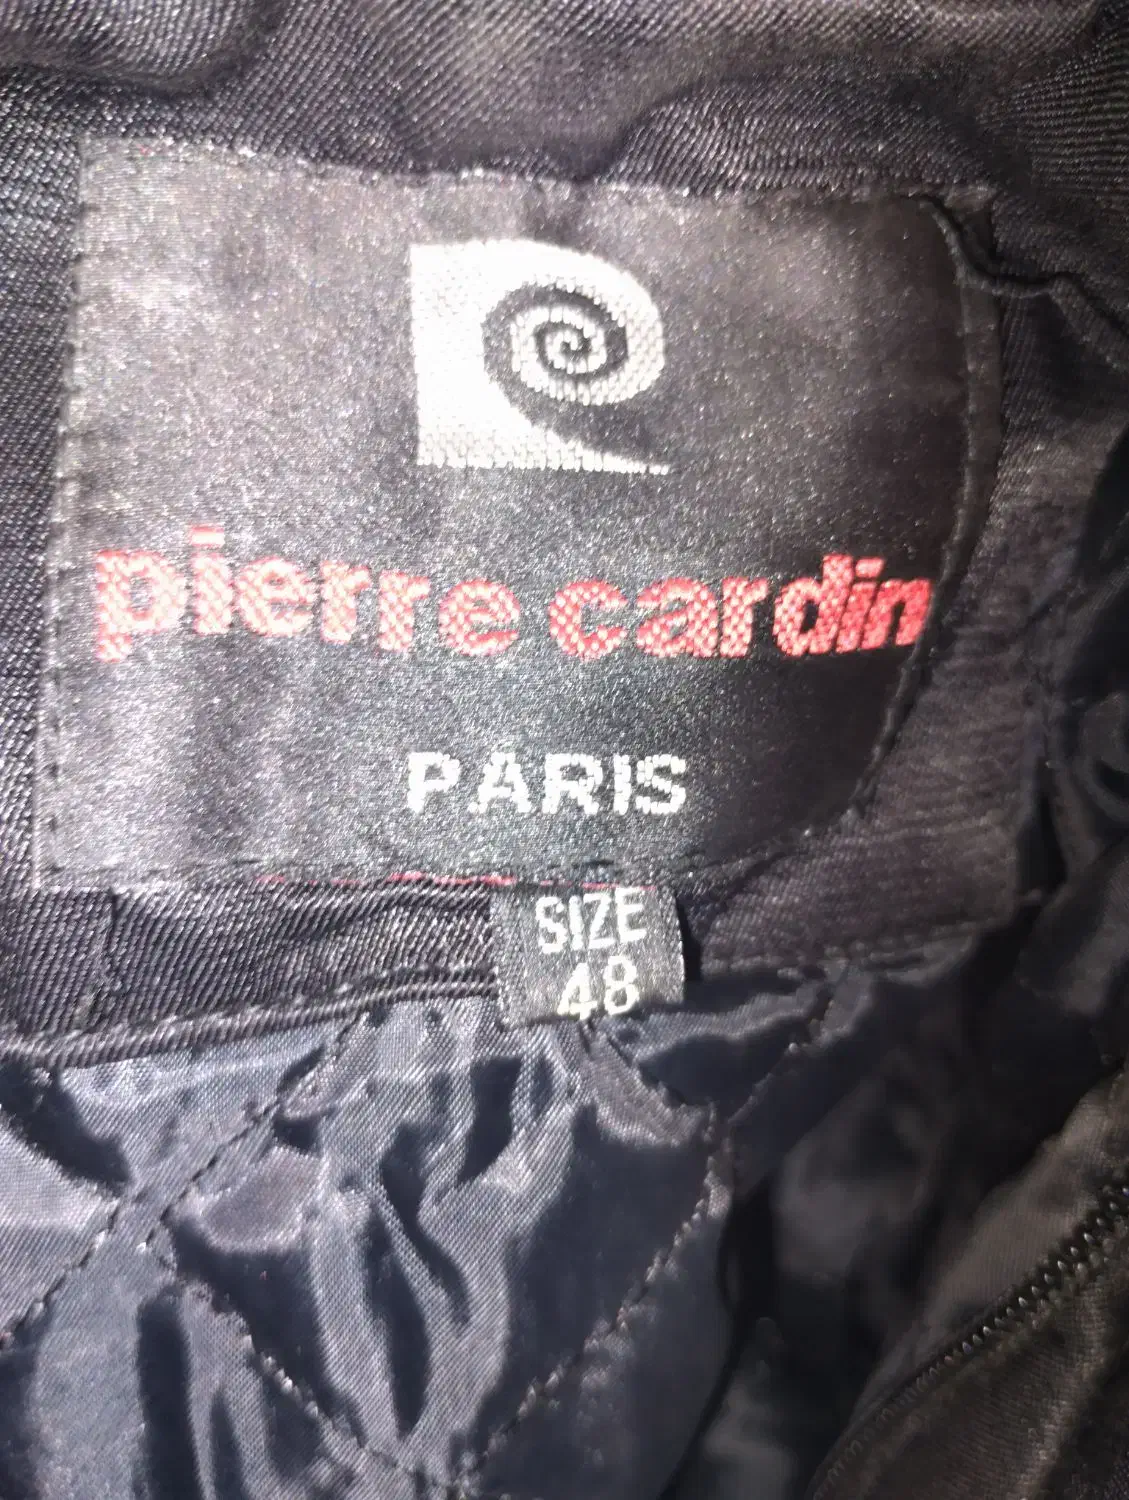 pierre cardin
PARIS
SIZE
48